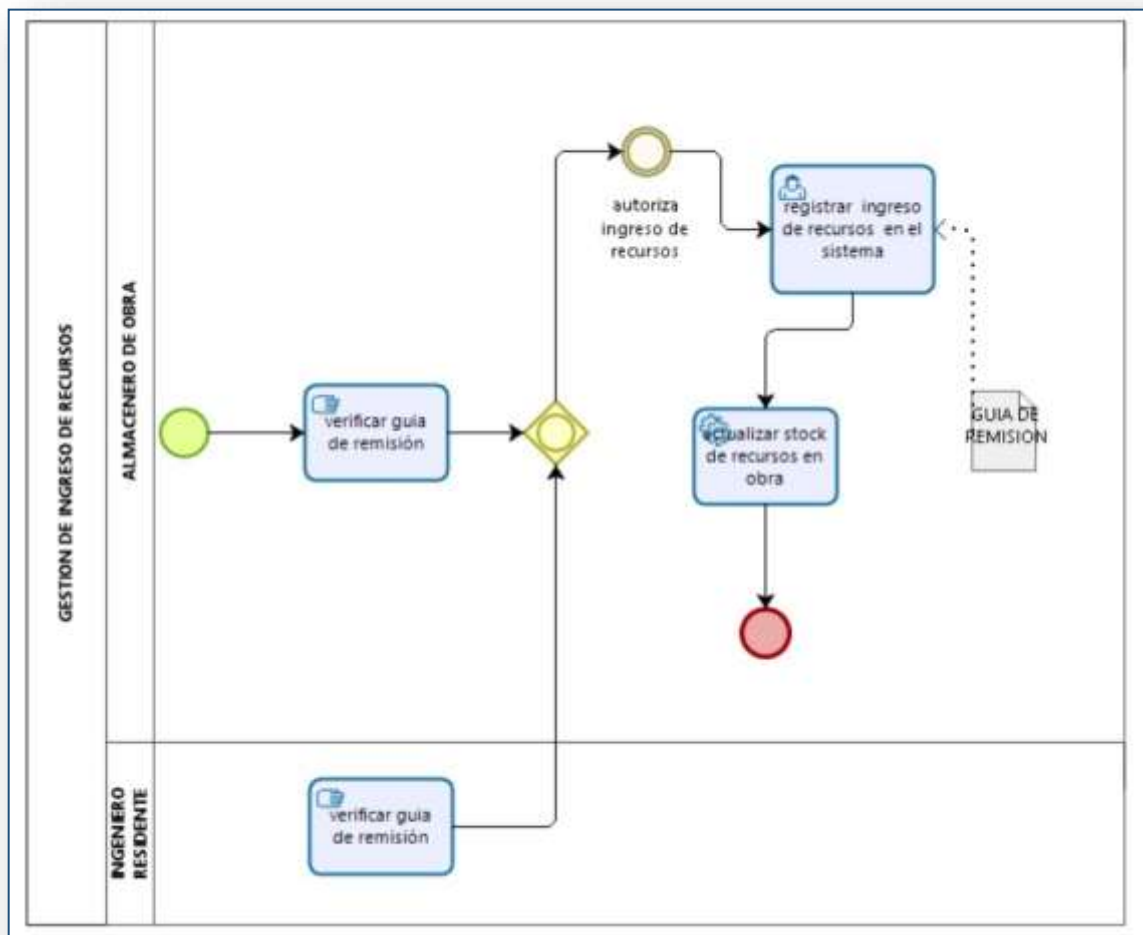 GESTION DE INGRESO DE RECURSOS
ALMACENERO DE OBRA
verificar guia
de remisión
autoriza
ingreso de
recursos
registrar ingreso
de recursos en el
sistema
actualizar stock
de recursos en
obra
GUIA DE
REMISION
INGENIERO
RESIDENTE
verificar guia
de remisión